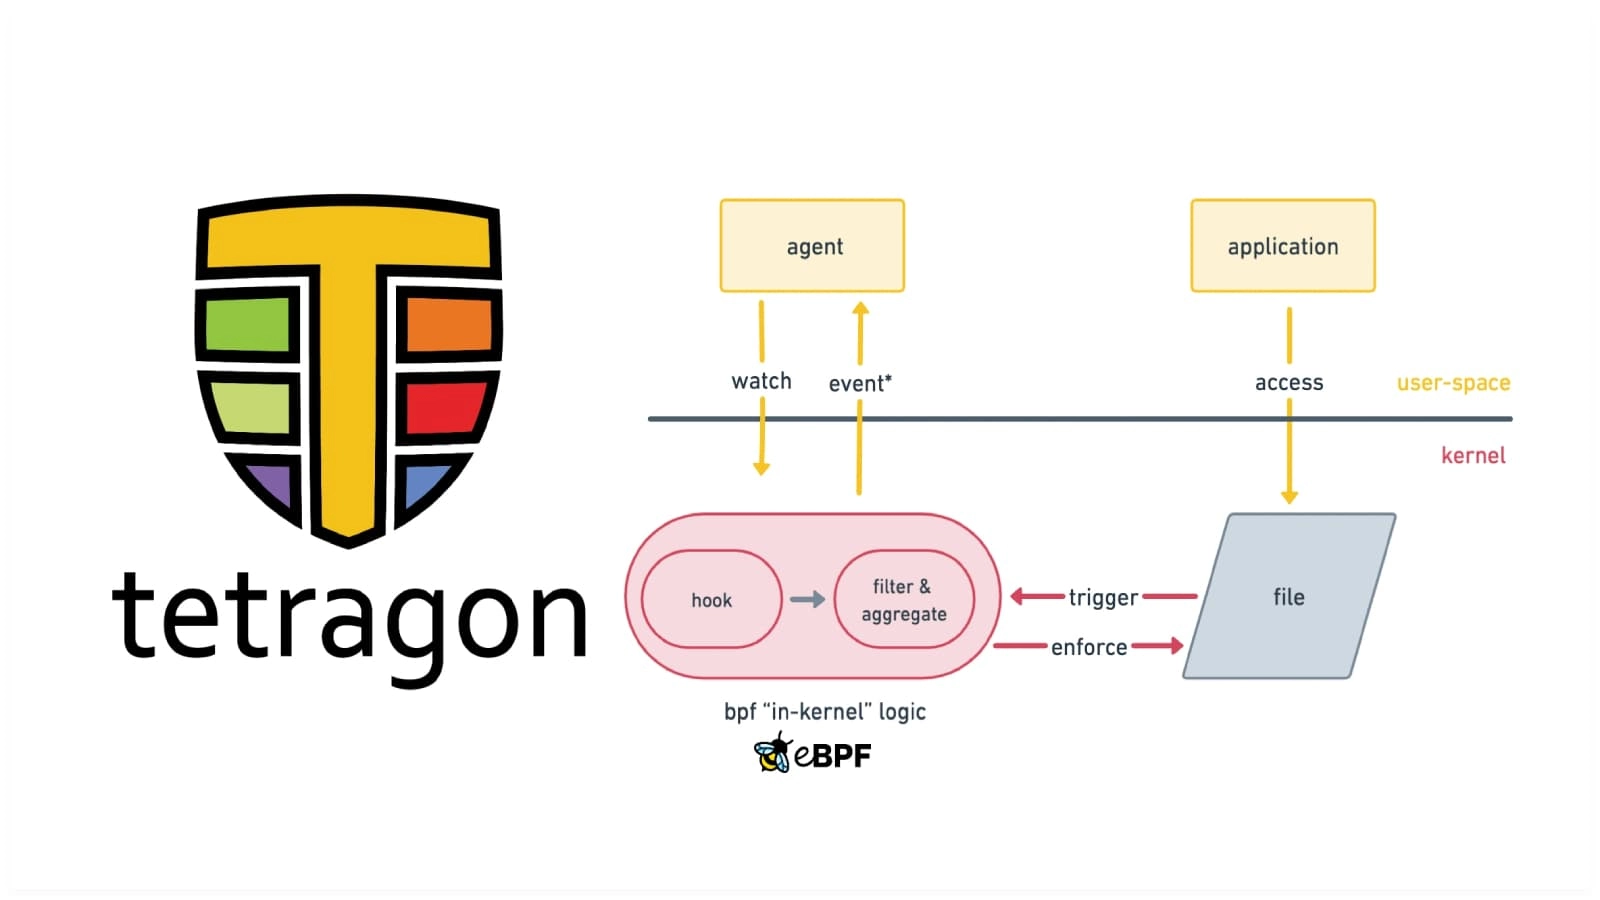 tetragon
agent
application
watch
event*
access
user-space
kernel
hook
filter &
aggregate
trigger
enforce
file
bpf “in-kernel” logic
eBPF